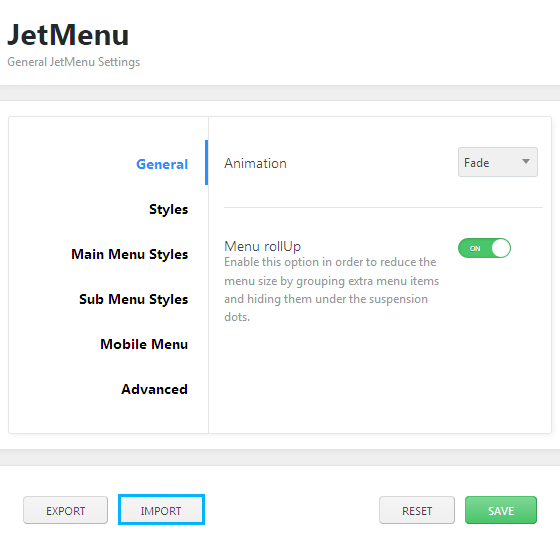 JetMenu
General JetMenu Settings
General
Animation
Fade
Styles
Main Menu Styles
Menu rollUp
ON
Enable this option in order to reduce the
menu size by grouping extra menu items
and hiding them under the suspension
dots.
Sub Menu Styles
Mobile Menu
Advanced
EXPORT
IMPORT
RESET
SAVE